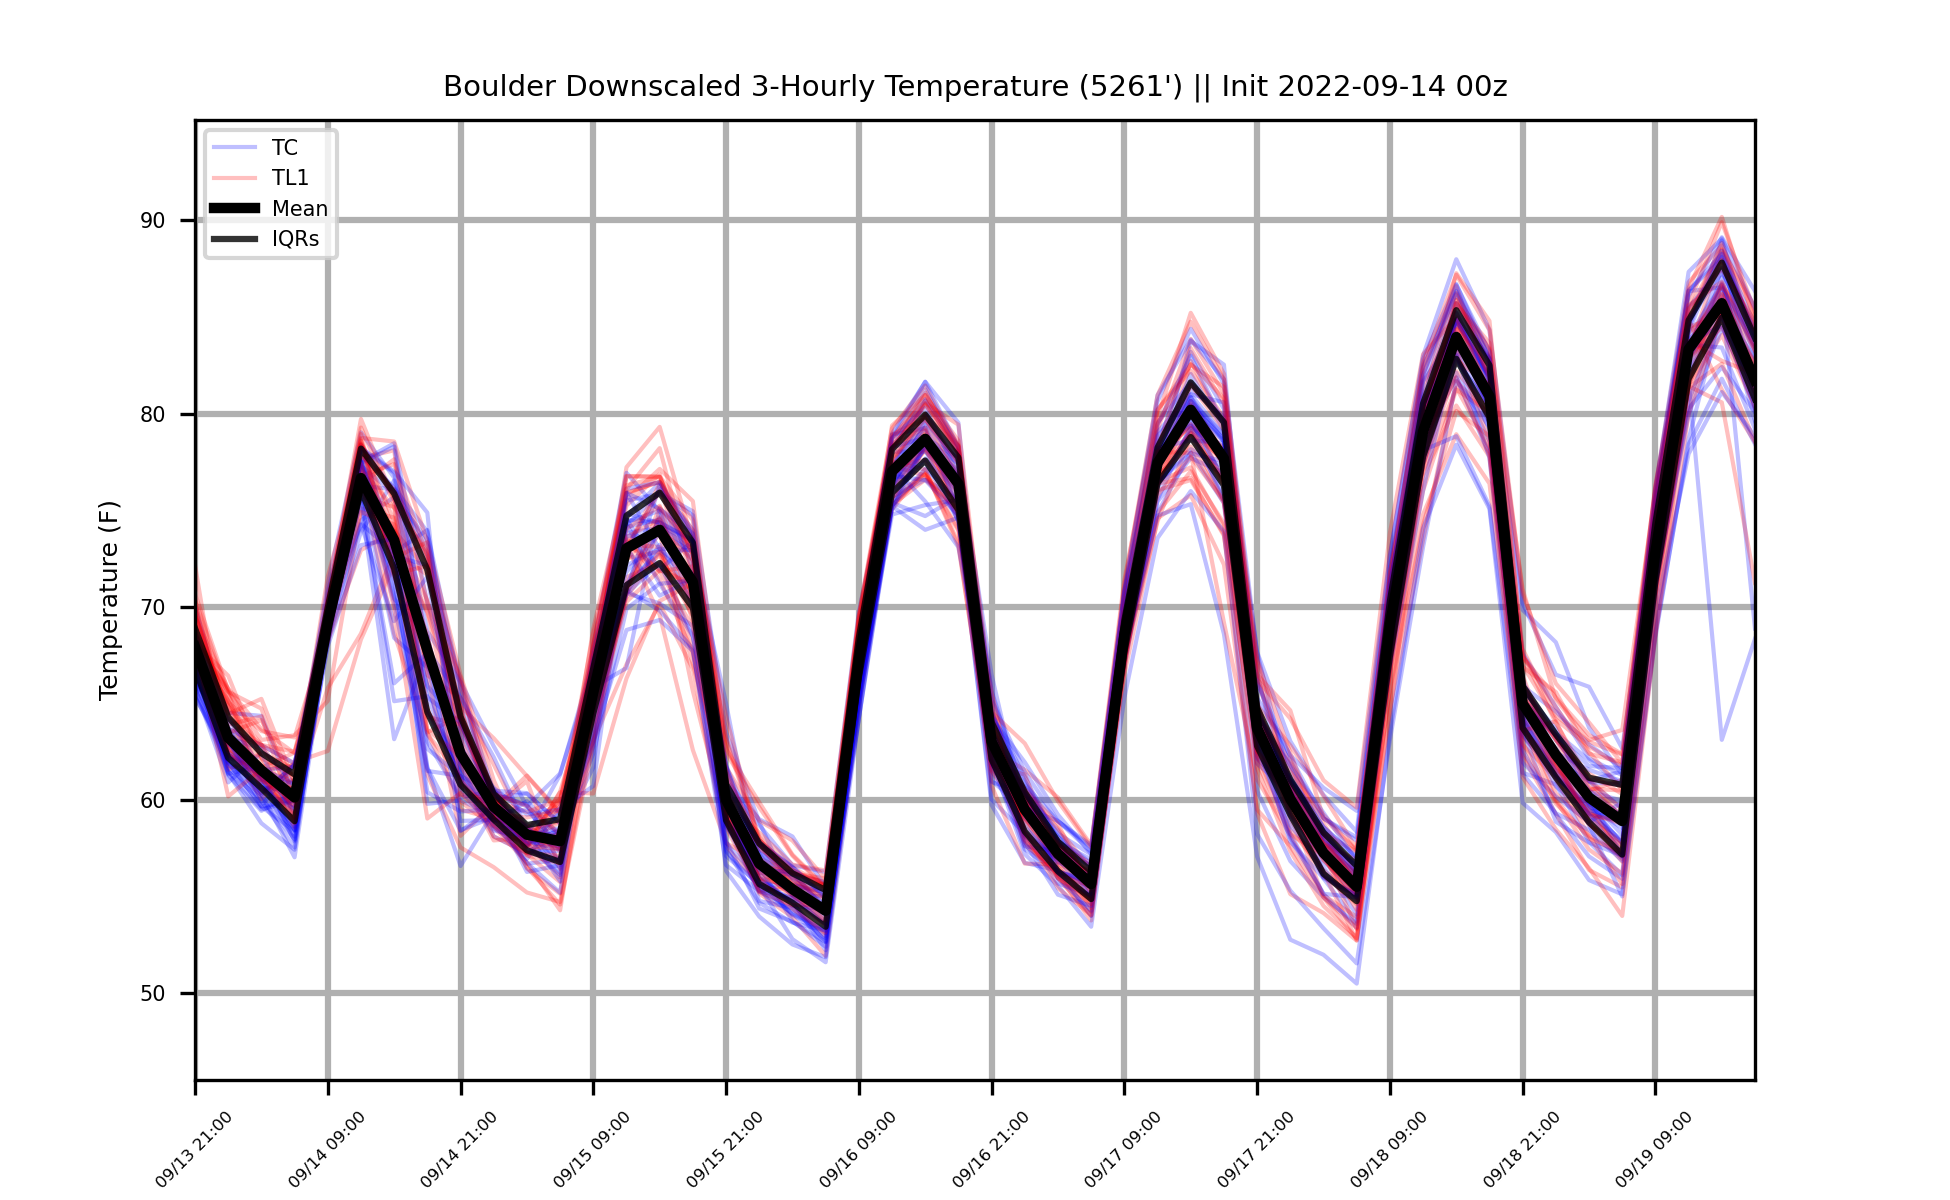 Boulder Downscaled 3-Hourly Temperature (5261') || Init 2022-09-14 00z
TC
TL1
Mean
IQRs
Temperature (F)
90
80
70
60
50
09/13 21:00
09/14 09:00
09/14 21:00
09/15 09:00
09/15 21:00
09/16 09:00
09/16 21:00
09/17 09:00
09/17 21:00
09/18 09:00
09/18 21:00
09/19 09:00